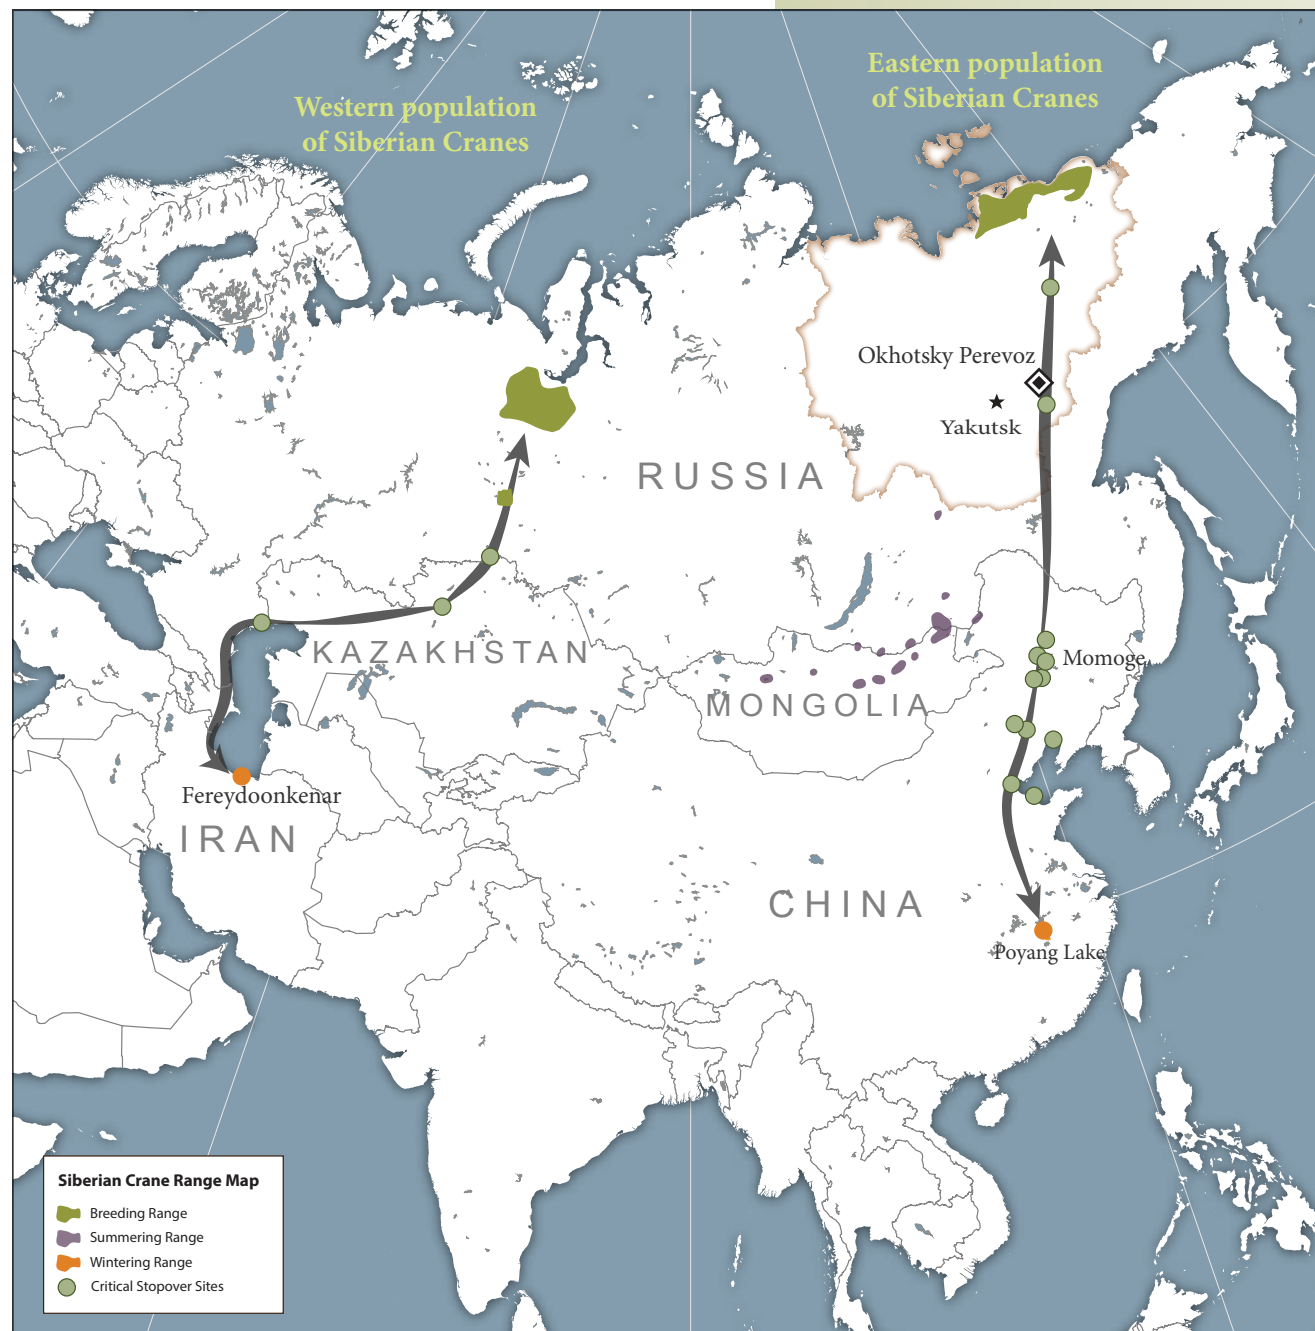 Western population
of Siberian Cranes
Eastern population
of Siberian Cranes
Okhotsky Perevoz
Yakutsk
RUSSIA
KAZAKHSTAN
MONGOLIA
Momoge
Fereydoonkenar
IRAN
CHINA
Poyang Lake
Siberian Crane Range Map
Breeding Range
Summering Range
Wintering Range
Critical Stopover Sites